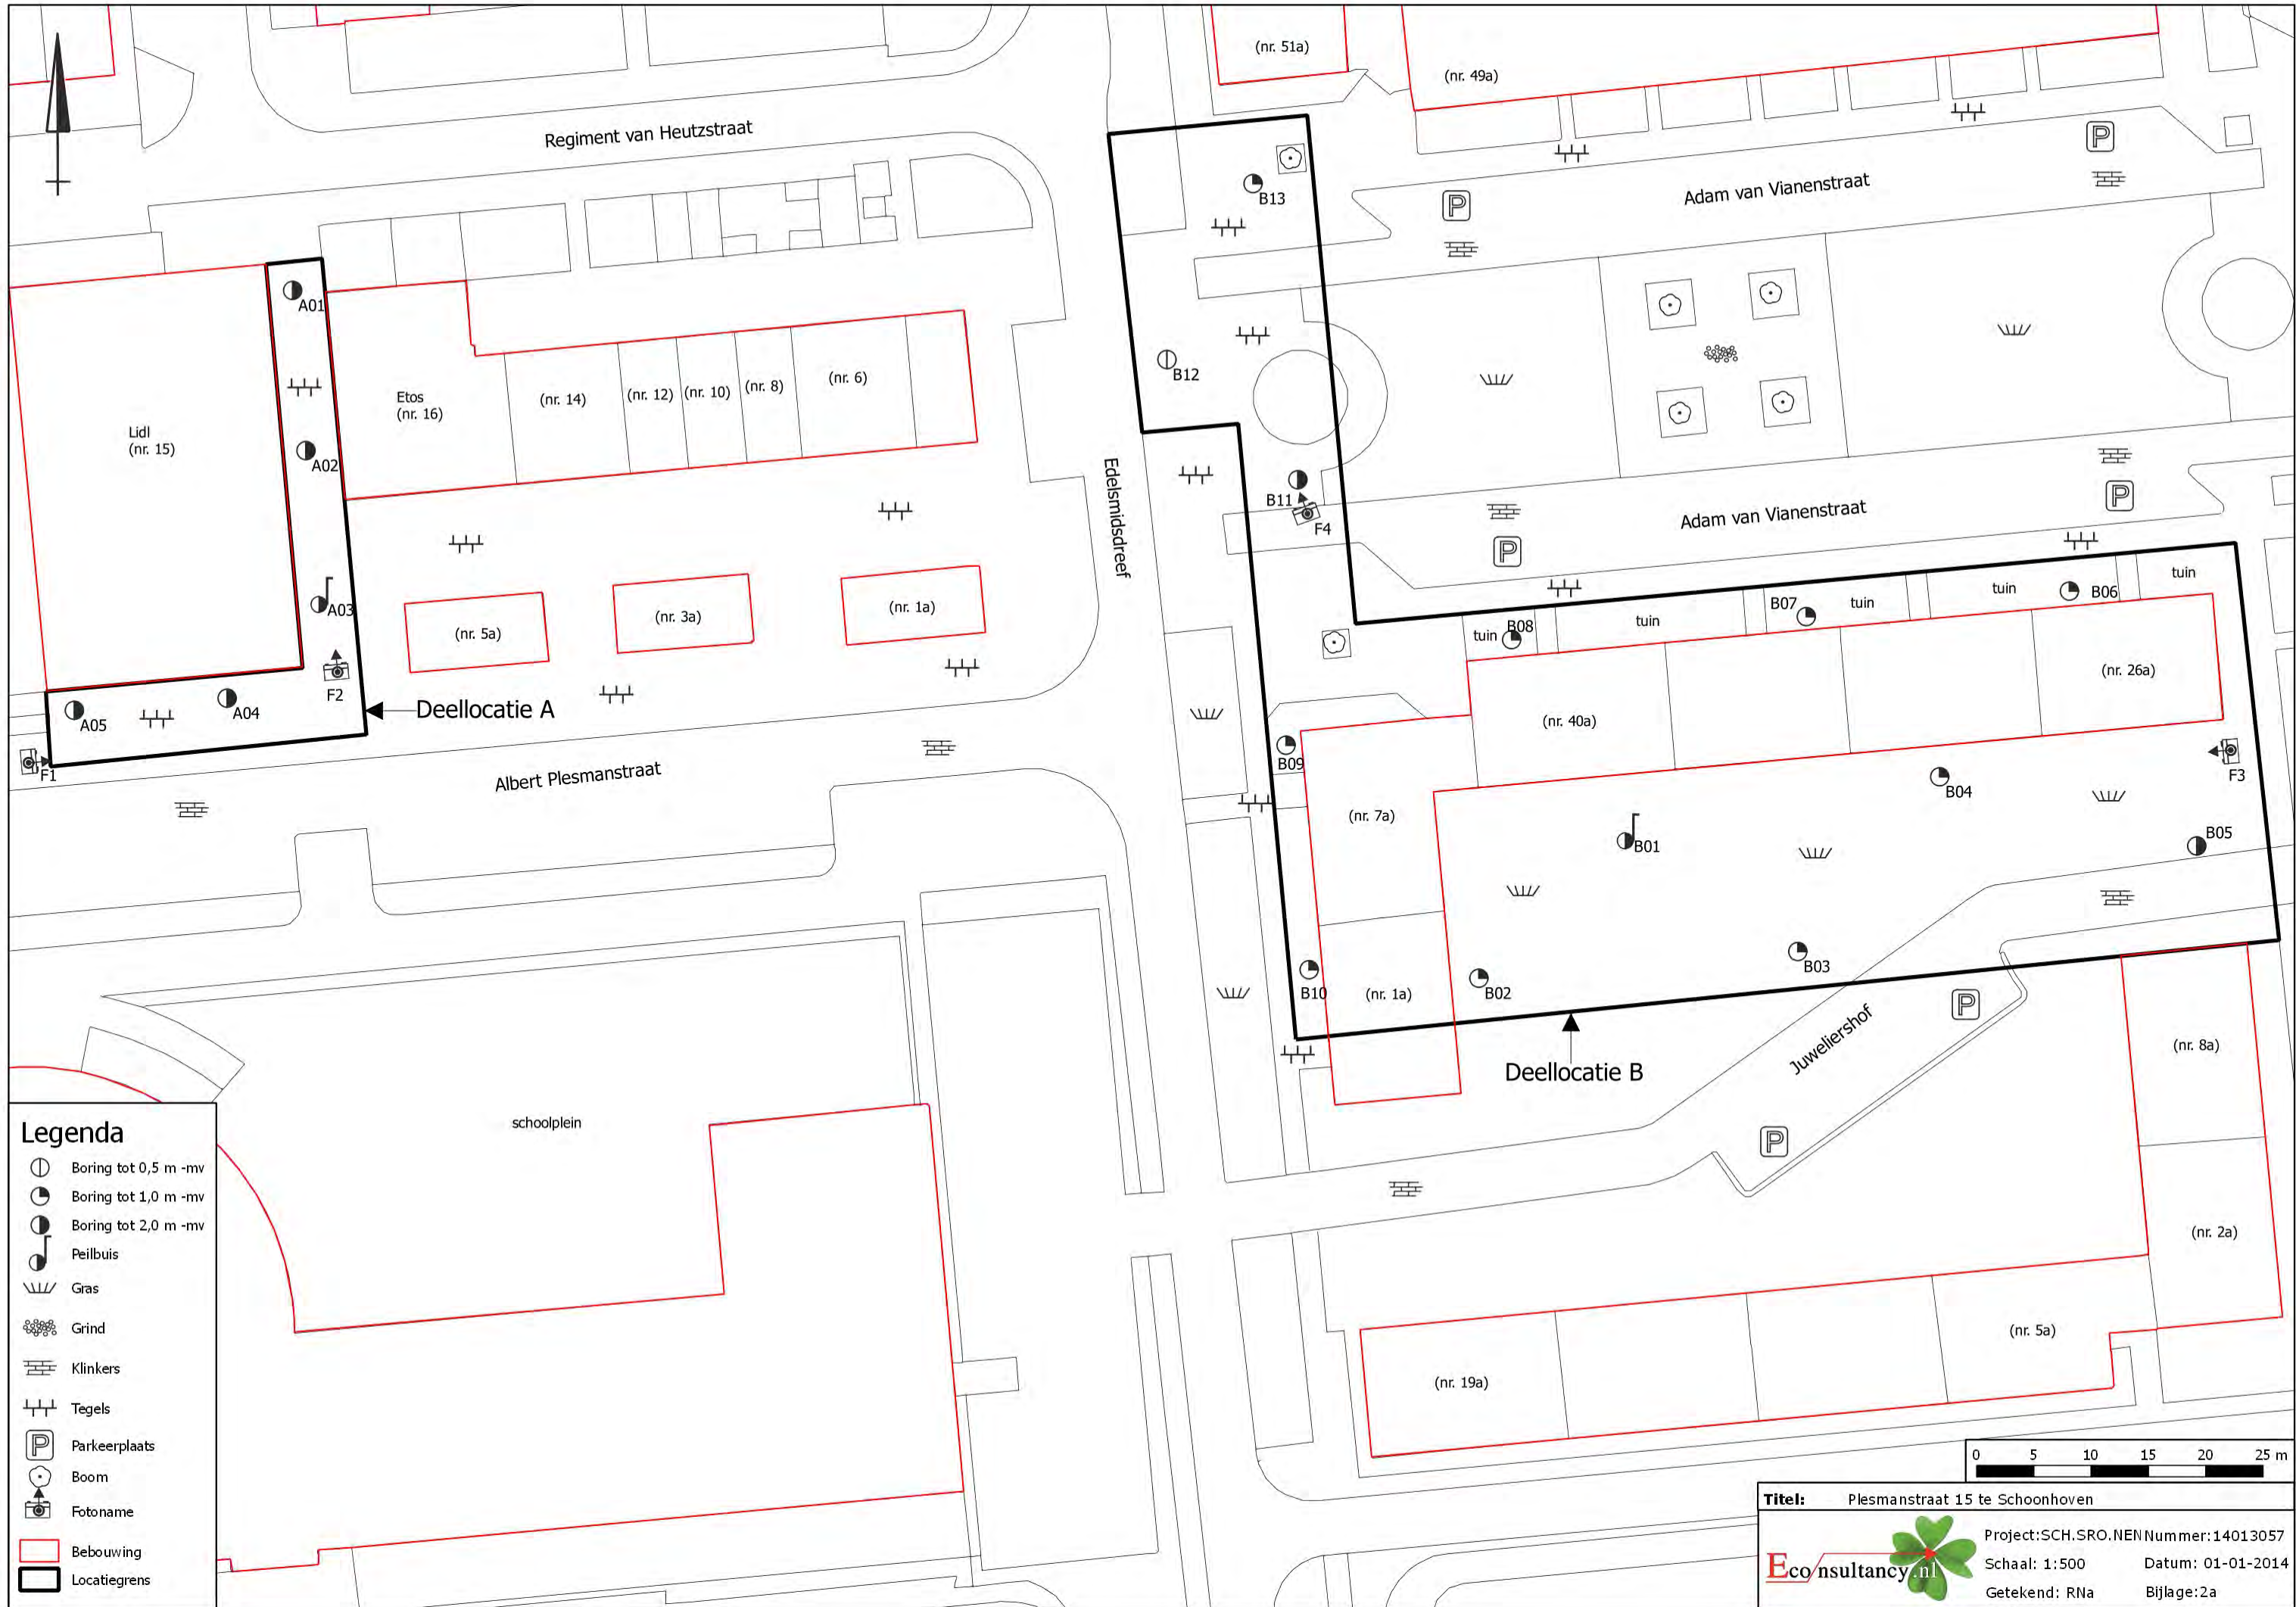 (nr. 51a)
(nr. 49a)
Regiment van Heutzstraat
Adam van Vianenstraat
P
P
B13
A01
B12
Etos
(nr. 16)
(nr. 14)
(nr. 12)
(nr. 10)
(nr. 8)
(nr. 6)
Lidl
(nr. 15)
A02
Edelsmidsdreef
B11
F4
Adam van Vianenstraat
P
P
A03
(nr. 5a)
(nr. 3a)
(nr. 1a)
tuin
B08
tuin
B07
tuin
tuin
B06
tuin
F2
Deellocatie A
A05
A04
F1
Albert Plesmanstraat
(nr. 40a)
(nr. 26a)
B09
(nr. 7a)
B01
B04
F3
B05
B10
(nr. 1a)
B02
B03
P
Deellocatie B
Juweliershof
P
(nr. 8a)
(nr. 2a)
schoolplein
(nr. 19a)
(nr. 5a)
Legenda
Boring tot 0,5 m -mv
Boring tot 1,0 m -mv
Boring tot 2,0 m -mv
Peilbuis
Gras
Grind
Klinkers
Tegels
P Parkeerplaats
Boom
Fotoname
Bebouwing
Locatiegrens
0 5 10 15 20 25 m
Titel: Plesmanstraat 15 te Schoonhoven
Econsultancy.nl
Project:SCH.SRO.NEN Nummer:14013057
Schaal: 1:500 Datum: 01-01-2014
Getekend: RNa Bijlage:2a